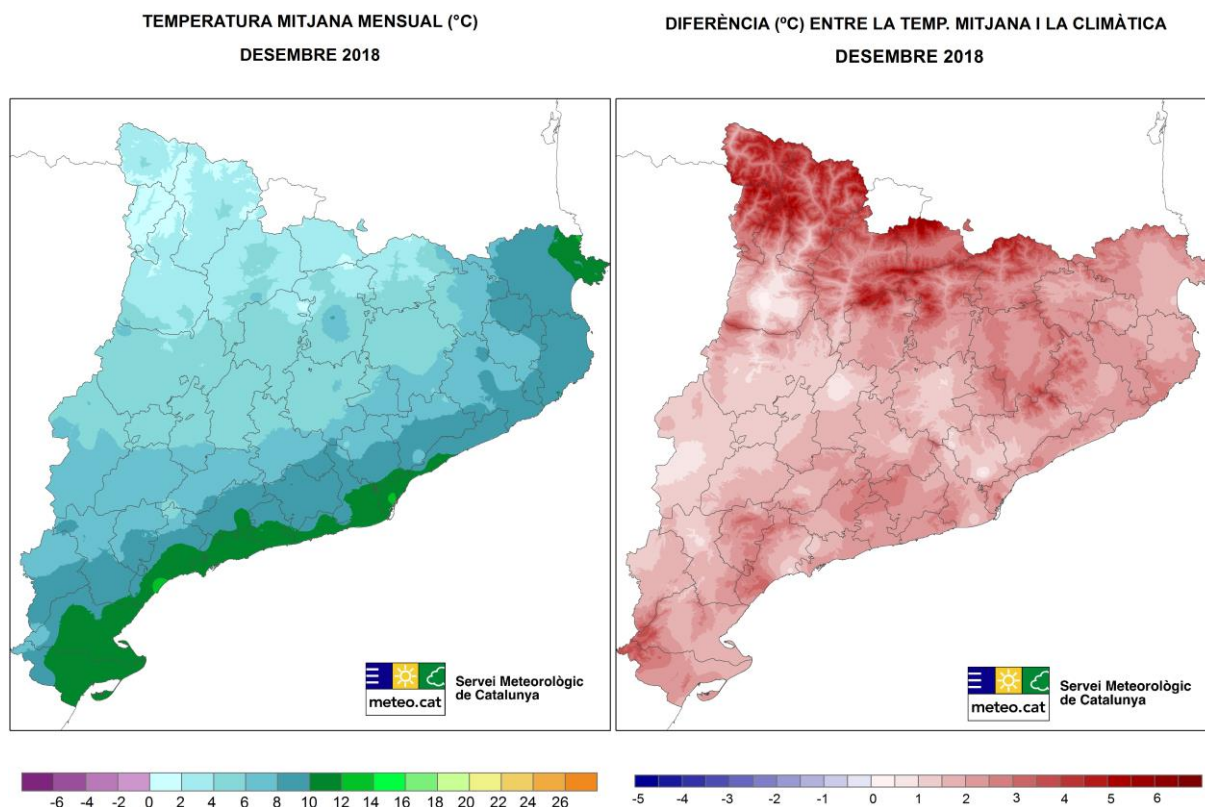 TEMPERATURA MITJANA MENSUAL (°C)
DESEMBRE 2018
Servei Meteorològic
de Catalunya
meteo.cat
-6 -4 -2 0 2 4 6 8 10 12 14 16 18 20 22 24 26
DIFERÈNCIA (ºC) ENTRE LA TEMP. MITJANA I LA CLIMÀTICA
DESEMBRE 2018
Servei Meteorològic
de Catalunya
meteo.cat
-5 -4 -3 -2 -1 0 1 2 3 4 5 6